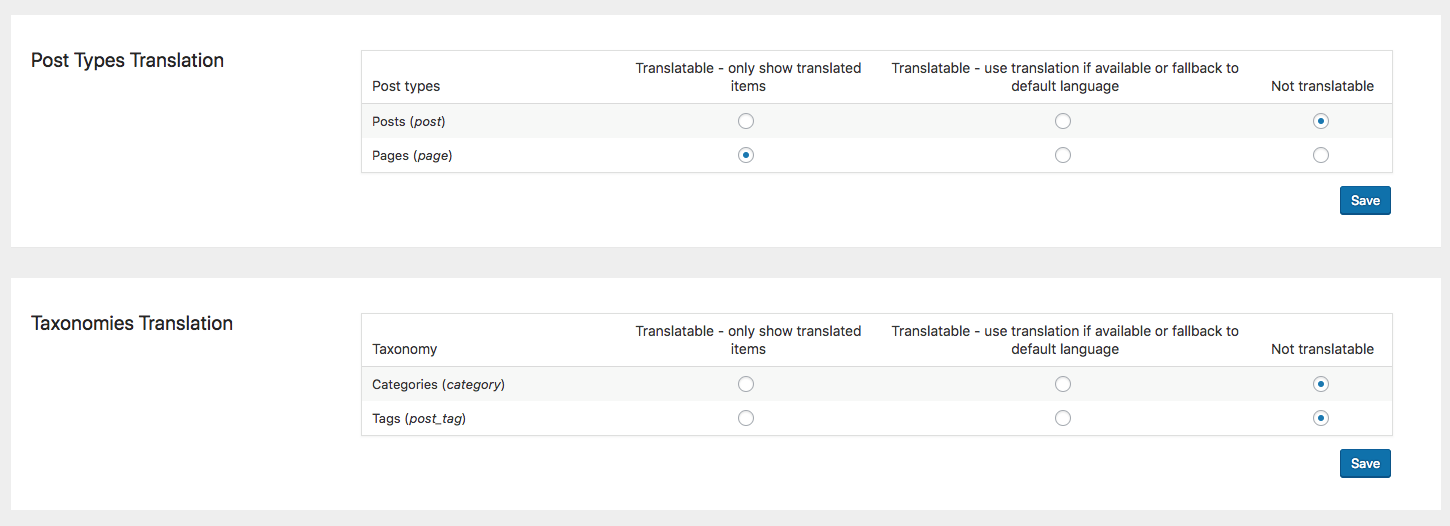 Post Types Translation
Translatable - only show translated
items
Translatable - use translation if available or fallback to
default language
Post types
Not translatable
Posts (post)
Pages (page)
Save
Taxonomies Translation
Translatable - only show translated
items
Translatable - use translation if available or fallback to
default language
Taxonomy
Not translatable
Categories (category)
Tags (post_tag)
Save